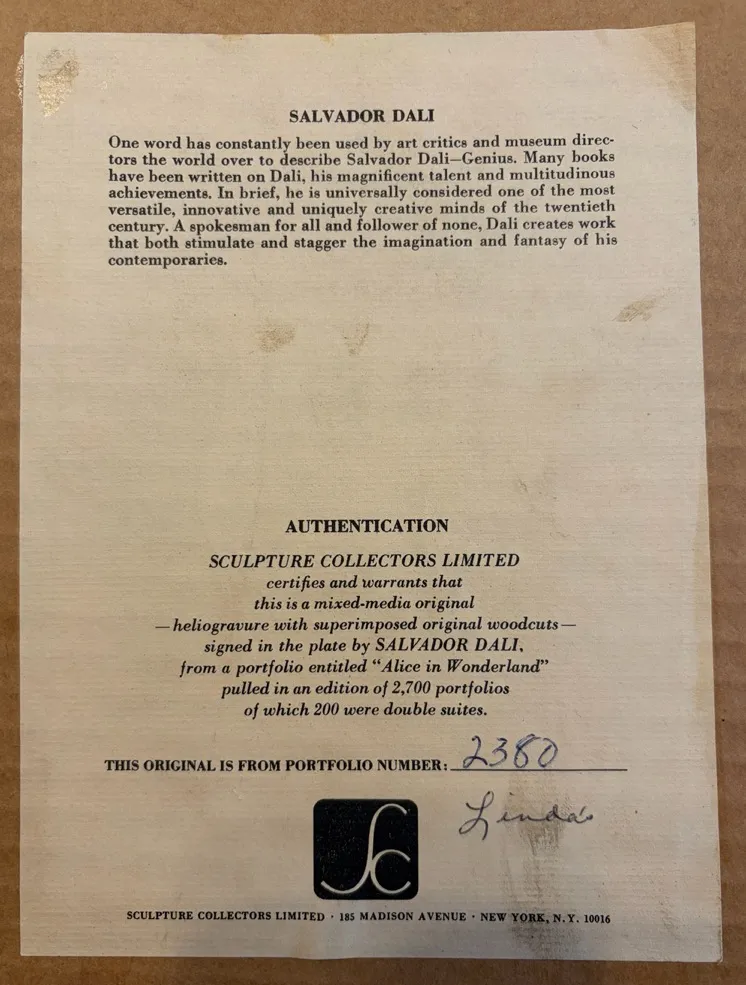 SALVADOR DALI
One word has constantly been used by art critics and museum direc-
tors the world over to describe Salvador Dali—Genius. Many books
have been written on Dali, his magnificent talent and multitudinous
achievements. In brief, he is universally considered one of the most
versatile, innovative and uniquely creative minds of the twentieth
century. A spokesman for all and follower of none, Dali creates work
that both stimulate and stagger the imagination and fantasy of his
contemporaries.
AUTHENTICATION
SCULPTURE COLLECTORS LIMITED
certifies and warrants that
this is a mixed-media original
—heliogravure with superimposed original woodcuts—
signed in the plate by SALVADOR DALI,
from a portfolio entitled “Alice in Wonderland”
pulled in an edition of 2,700 portfolios
of which 200 were double suites.
THIS ORIGINAL IS FROM PORTFOLIO NUMBER: 2380
Linda's
SC
SCULPTURE COLLECTORS LIMITED · 185 MADISON AVENUE · NEW YORK, N.Y. 10016